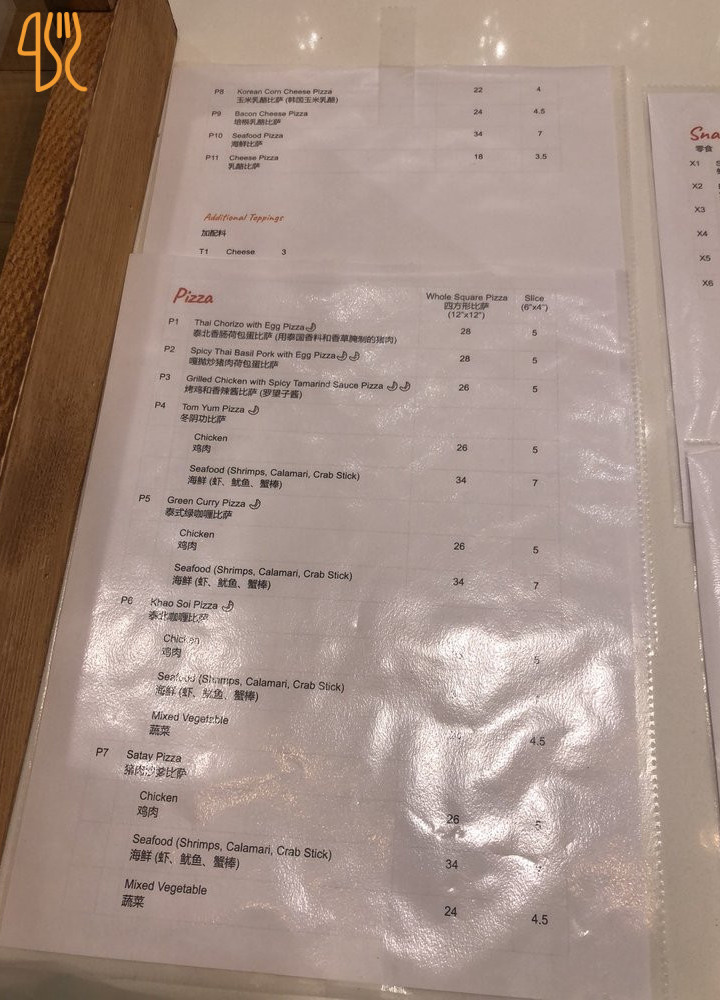 P8 Korean Corn Cheese Pizza 22 4
玉米乳酪比萨 (韩国玉米乳酪)
P9 Bacon Cheese Pizza 24 4.5
培根乳酪比萨
P10 Seafood Pizza 34 7
海鲜比萨
P11 Cheese Pizza 18 3.5
乳酪比萨
Additional Toppings
加配料
T1 Cheese 3
Pizza
Whole Square Pizza Slice
四方形比萨 (6"x4")
(12"x12")
P1 Thai Chorizo with Egg Pizza 28 5
泰北香肠荷包蛋比萨 (用泰国香料和香草腌制的猪肉)
P2 Spicy Thai Basil Pork with Egg Pizza 28 5
嘎抛炒猪肉荷包蛋比萨
P3 Grilled Chicken with Spicy Tamarind Sauce Pizza 26 5
烤鸡和香辣酱比萨 (罗望子酱)
P4 Tom Yum Pizza
冬阴功比萨
Chicken 26 5
鸡肉
Seafood (Shrimps, Calamari, Crab Stick) 34 7
海鲜 (虾、鱿鱼、蟹棒)
P5 Green Curry Pizza
泰式绿咖喱比萨
Chicken 26 5
鸡肉
Seafood (Shrimps, Calamari, Crab Stick) 34 7
海鲜 (虾、鱿鱼、蟹棒)
P6 Khao Soi Pizza
泰北咖喱比萨
Chicken 5
鸡肉
Seafood (Shrimps, Calamari, Crab Stick)
海鲜 (虾、鱿鱼、蟹棒)
Mixed Vegetable 4.5
蔬菜
P7 Satay Pizza
猪肉沙爹比萨
Chicken 26 5
鸡肉
Seafood (Shrimps, Calamari, Crab Stick) 34
海鲜 (虾、鱿鱼、蟹棒)
Mixed Vegetable 24 4.5
蔬菜
零食
X1
X2
X3
X4
X5
X6